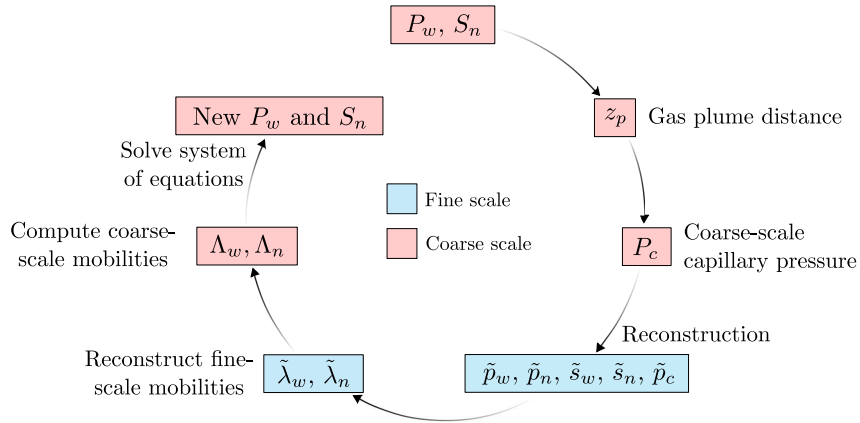 P_w, S_n
z_p
Gas plume distance
New P_w and S_n
Solve system
of equations
Fine scale
Coarse scale
Compute coarse-
scale mobilities
Λ_w, Λ_n
P_c
Coarse-scale
capillary pressure
Reconstruction
Reconstruct fine-
scale mobilities
λ̃_w, λ̃_n
p̃_w, p̃_n, s̃_w, s̃_n, p̃_c